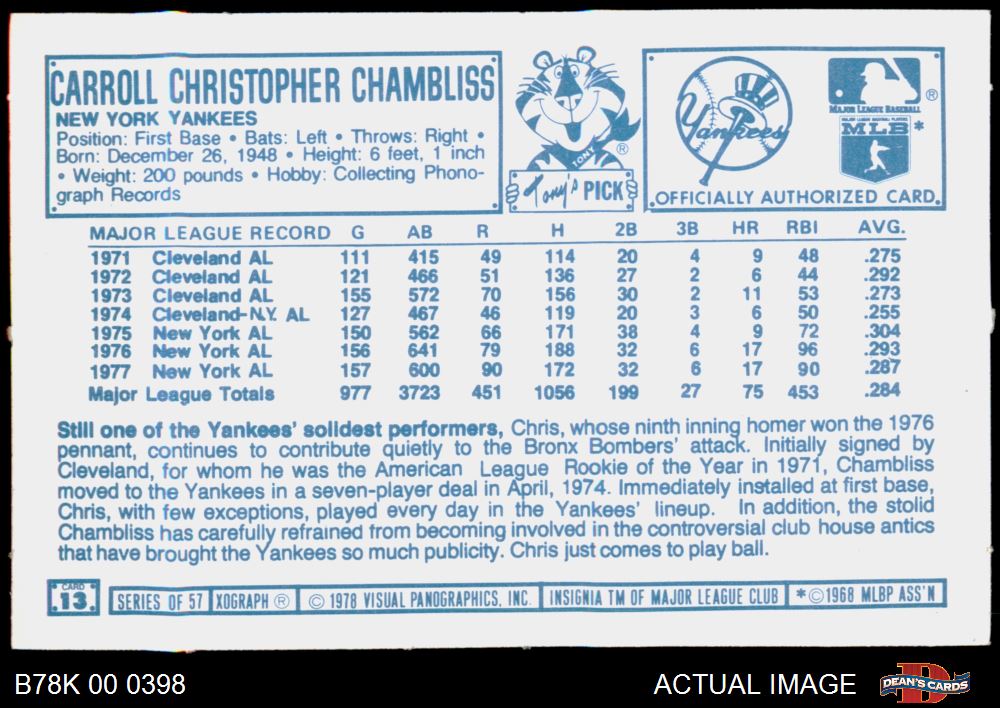 CARROLL CHRISTOPHER CHAMBLISS
NEW YORK YANKEES
Position: First Base • Bats: Left • Throws: Right •
Born: December 26, 1948 • Height: 6 feet, 1 inch
• Weight: 200 pounds • Hobby: Collecting Phono-
graph Records
TONY
®
Tony's PICK
Yankees
®
MAJOR LEAGUE BASEBALL
MAJOR LEAGUE BASEBALL PLAYERS
MLB *
OFFICIALLY AUTHORIZED CARD.
MAJOR LEAGUE RECORD G AB R H 2B 3B HR RBI AVG.
1971 Cleveland AL 111 415 49 114 20 4 9 48 .275
1972 Cleveland AL 121 466 51 136 27 2 6 44 .292
1973 Cleveland AL 155 572 70 156 30 2 11 53 .273
1974 Cleveland-N.Y. AL 127 467 46 119 20 3 6 50 .255
1975 New York AL 150 562 66 171 38 4 9 72 .304
1976 New York AL 156 641 79 188 32 6 17 96 .293
1977 New York AL 157 600 90 172 32 6 17 90 .287
Major League Totals 977 3723 451 1056 199 27 75 453 .284
Still one of the Yankees' solidest performers, Chris, whose ninth inning homer won the 1976
pennant, continues to contribute quietly to the Bronx Bombers' attack. Initially signed by
Cleveland, for whom he was the American League Rookie of the Year in 1971, Chambliss
moved to the Yankees in a seven-player deal in April, 1974. Immediately installed at first base,
Chris, with few exceptions, played every day in the Yankees' lineup. In addition, the stolid
Chambliss has carefully refrained from becoming involved in the controversial club house antics
that have brought the Yankees so much publicity. Chris just comes to play ball.
CARD
.13.
SERIES OF 57 XOGRAPH ® © 1978 VISUAL PANOGRAPHICS, INC. INSIGNIA TM OF MAJOR LEAGUE CLUB *©1968 MLBP ASS'N
B78K 00 0398
ACTUAL IMAGE
D
DEAN'S CARDS